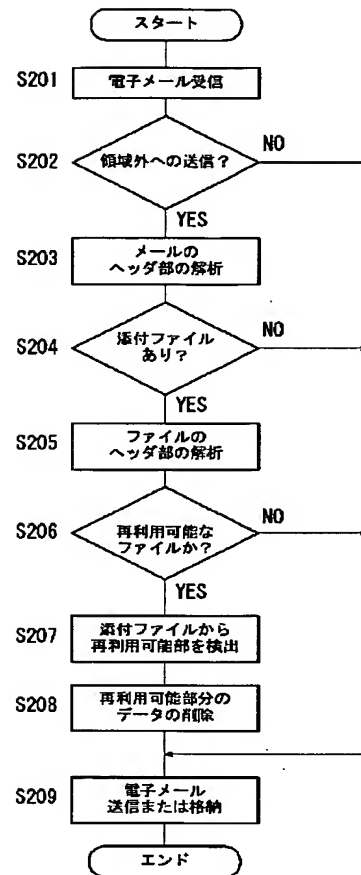 スタート
S201
電子メール受信
S202
領域外への送信？
NO
YES
S203
メールの
ヘッダ部の解析
S204
添付ファイル
あり？
NO
YES
S205
ファイルの
ヘッダ部の解析
S206
再利用可能な
ファイルか？
NO
YES
S207
添付ファイルから
再利用可能部を検出
S208
再利用可能部分の
データの削除
S209
電子メール
送信または格納
エンド